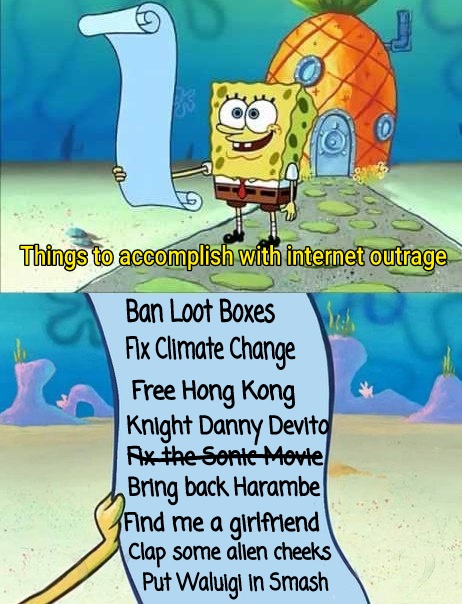 Things to accomplish with internet outrage
Ban Loot Boxes
Fix Climate Change
Free Hong Kong
Knight Danny Devito
Fix the Sonic Movie
Bring back Harambe
Find me a girlfriend
Clap some alien cheeks
Put Waluigi in Smash